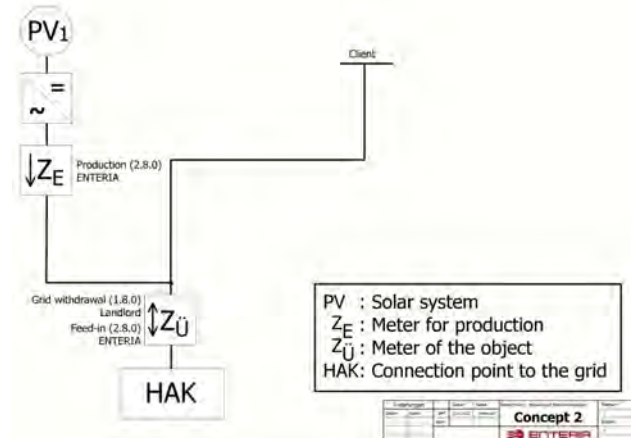 PV1
Client
=
~
↓ZE
Production (2.8.0)
ENTERIA
Grid withdrawal (1.8.0)
Landlord
Feed-in (2.8.0)
ENTERIA
↕ZÜ
HAK
PV : Solar system
ZE : Meter for production
ZÜ : Meter of the object
HAK: Connection point to the grid
Concept 2
ENTERIA